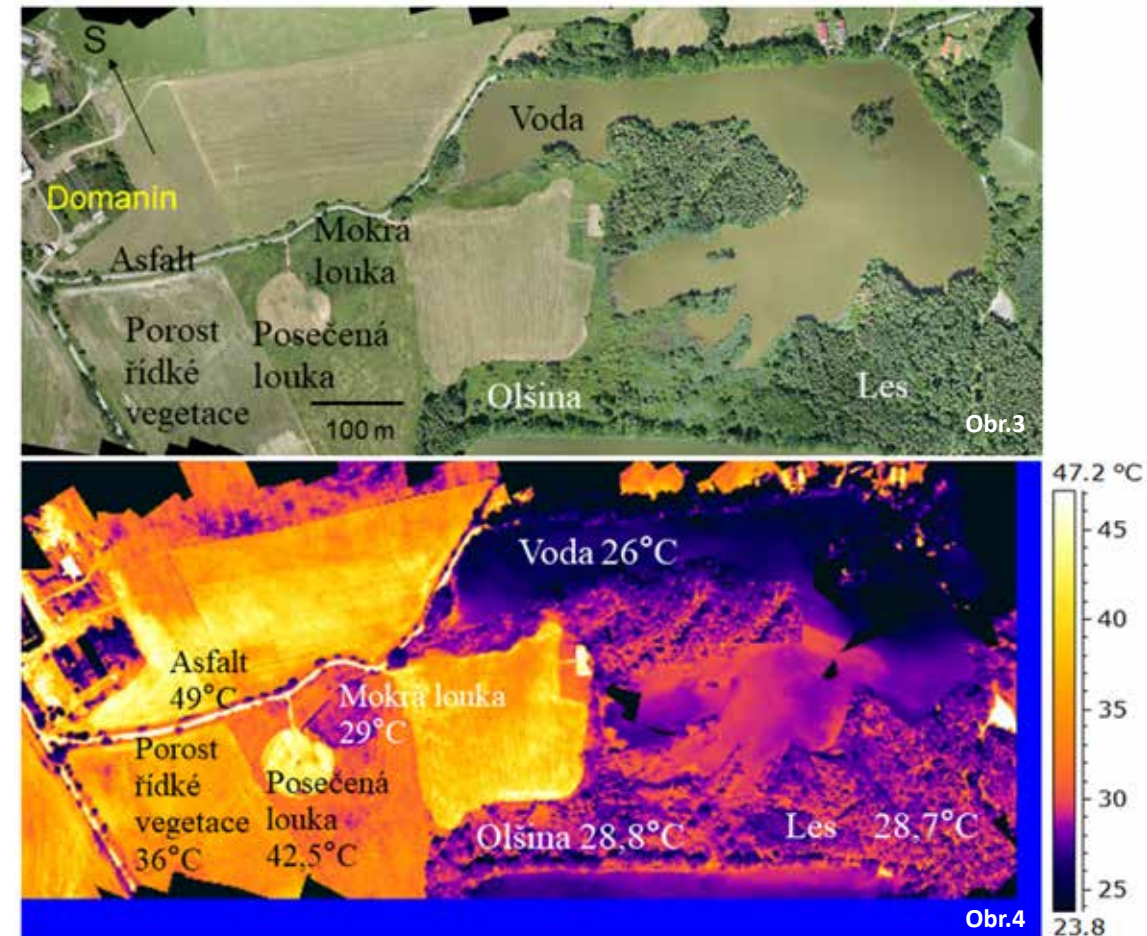 S
Voda
Domanín
Mokrá
louka
Asfalt
Porost
řídké
vegetace
Posečená
louka
100 m
Olšina
Les
Obr.3
47.2 °C
45
40
35
30
25
23.8
Voda 26°C
Asfalt
49°C
Mokrá louka
29°C
Porost
řídké
vegetace
36°C
Posečená
louka
42,5°C
Olšina 28,8°C
Les 28,7°C
Obr.4